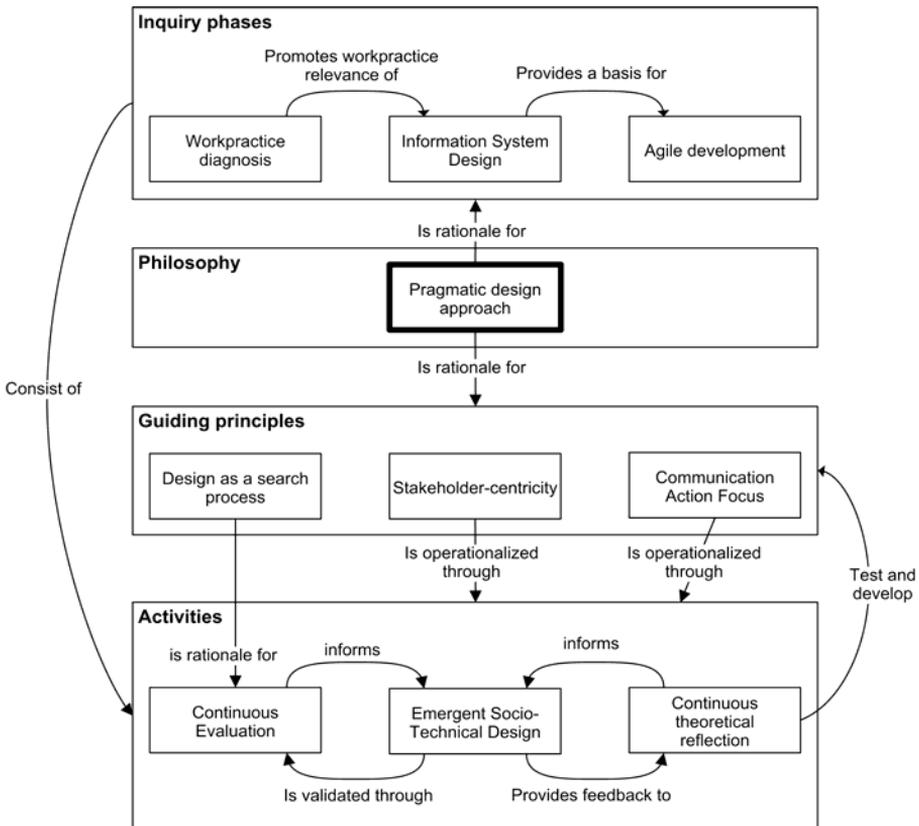 Inquiry phases
Promotes workpractice
relevance of
Provides a basis for
Workpractice
diagnosis
Information System
Design
Agile development
Is rationale for
Philosophy
Pragmatic design
approach
Is rationale for
Consist of
Guiding principles
Design as a search
process
Stakeholder-centricity
Communication
Action Focus
Is operationalized
through
Is operationalized
through
Test and
develop
Activities
is rationale for
informs
informs
Continuous
Evaluation
Emergent Socio-
Technical Design
Continuous
theoretical
reflection
Is validated through
Provides feedback to